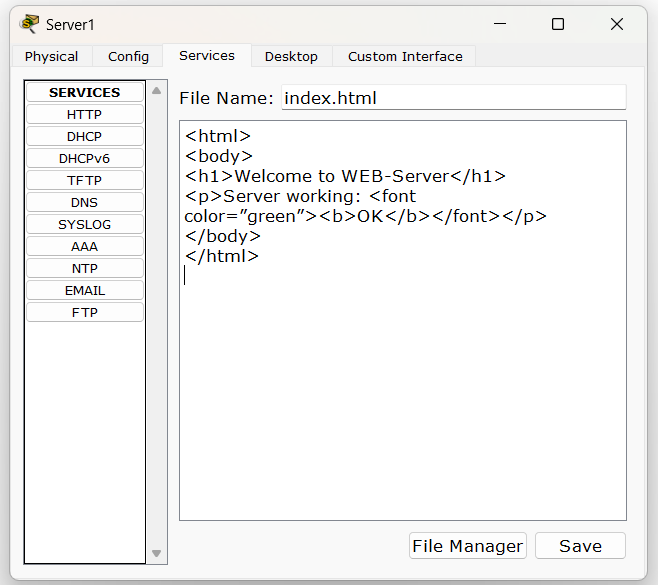 Server1
Physical Config Services Desktop Custom Interface
SERVICES
HTTP
DHCP
DHCPv6
TFTP
DNS
SYSLOG
AAA
NTP
EMAIL
FTP
File Name: index.html
<html>
<body>
<h1>Welcome to WEB-Server</h1>
<p>Server working: <font
color=”green”><b>OK</b></font></p>
</body>
</html>
File Manager Save